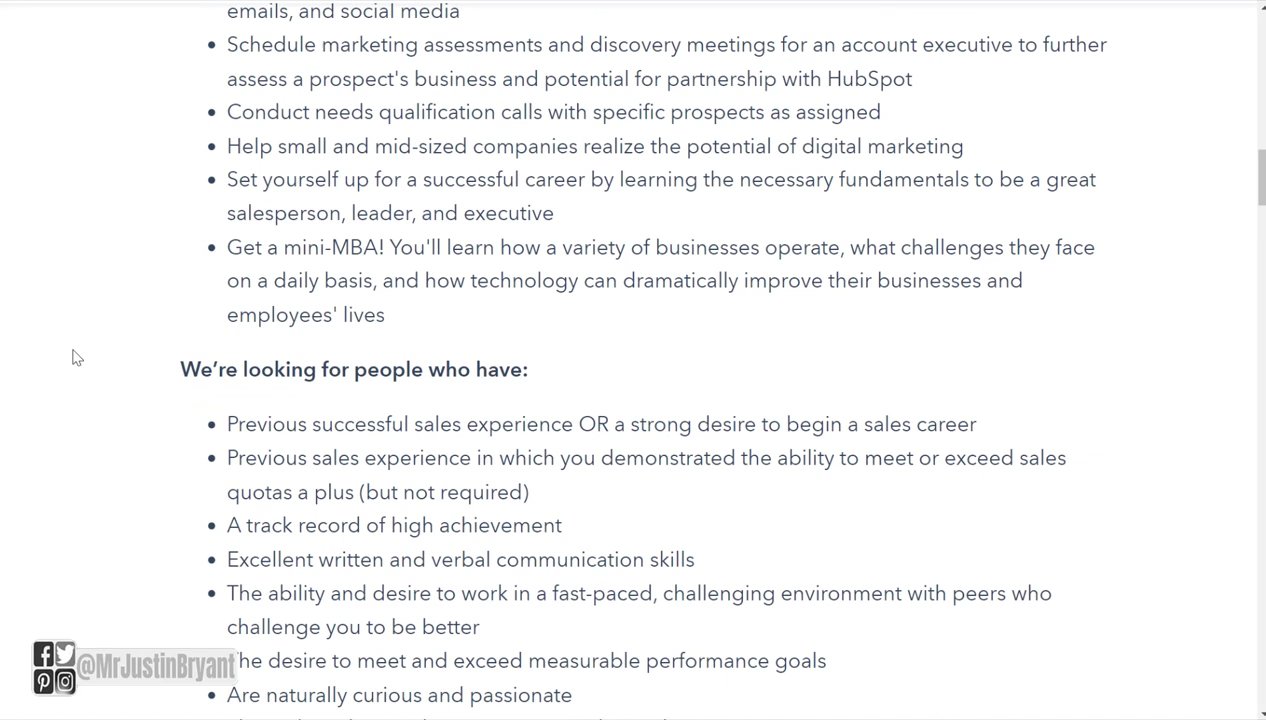 emails, and social media
• Schedule marketing assessments and discovery meetings for an account executive to further
assess a prospect's business and potential for partnership with HubSpot
• Conduct needs qualification calls with specific prospects as assigned
• Help small and mid-sized companies realize the potential of digital marketing
• Set yourself up for a successful career by learning the necessary fundamentals to be a great
salesperson, leader, and executive
• Get a mini-MBA! You'll learn how a variety of businesses operate, what challenges they face
on a daily basis, and how technology can dramatically improve their businesses and
employees' lives
We’re looking for people who have:
• Previous successful sales experience OR a strong desire to begin a sales career
• Previous sales experience in which you demonstrated the ability to meet or exceed sales
quotas a plus (but not required)
• A track record of high achievement
• Excellent written and verbal communication skills
• The ability and desire to work in a fast-paced, challenging environment with peers who
challenge you to be better
The desire to meet and exceed measurable performance goals
@MrJustinBryant
• Are naturally curious and passionate